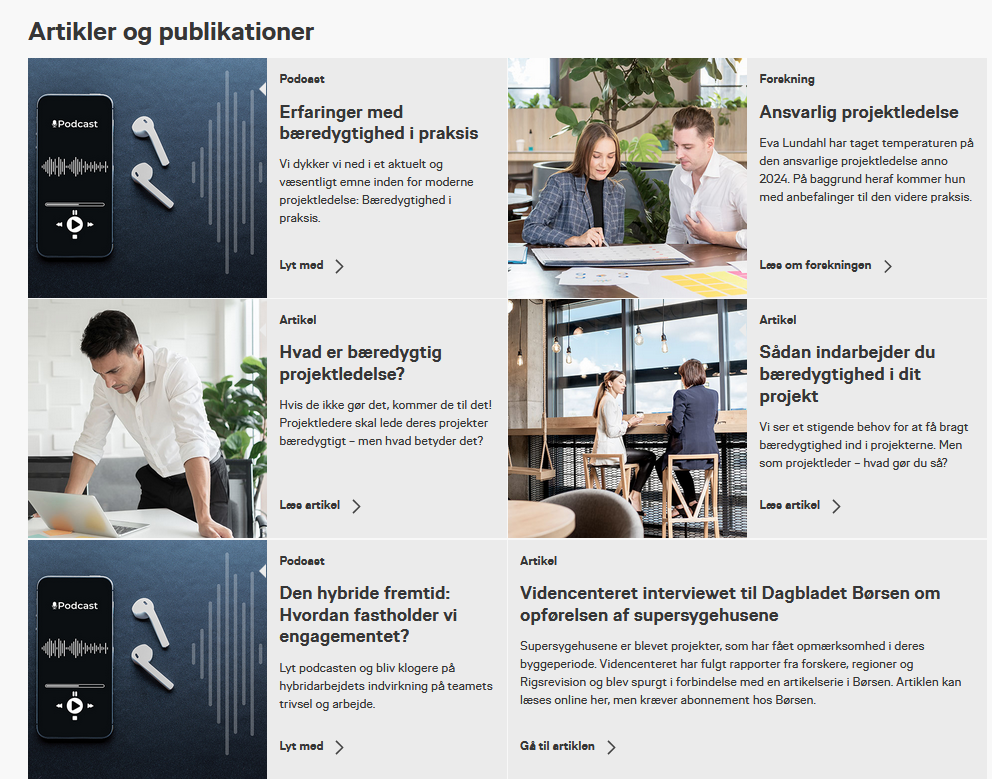 Artikler og publikationer
Podcast
Podcast
Erfaringer med
bæredygtighed i praksis
Vi dykker vi ned i et aktuelt og
væsentligt emne inden for moderne
projektledelse: Bæredygtighed i
praksis.
Lyt med
Forskning
Ansvarlig projektledelse
Eva Lundahl har taget temperaturen på
den ansvarlige projektledelse anno
2024. På baggrund heraf kommer hun
med anbefalinger til den videre praksis.
Læs om forskningen
Artikel
Hvad er bæredygtig
projektledelse?
Hvis de ikke gør det, kommer de til det!
Projektledere skal lede deres projekter
bæredygtigt – men hvad betyder det?
Læs artikel
Artikel
Sådan indarbejder du
bæredygtighed i dit
projekt
Vi ser et stigende behov for at få bragt
bæredygtighed ind i projekterne. Men
som projektleder – hvad gør du så?
Læs artikel
Podcast
Podcast
Den hybride fremtid:
Hvordan fastholder vi
engagementet?
Lyt podcasten og bliv klogere på
hybridarbejdets indvirkning på teamets
trivsel og arbejde.
Lyt med
Artikel
Videncenteret interviewet til Dagbladet Børsen om
opførelsen af supersygehusene
Supersygehusene er blevet projekter, som har fået opmærksomhed i deres
byggeperiode. Videncenteret har fulgt rapporter fra forskere, regioner og
Rigsrevision og blev spurgt i forbindelse med en artikelserie i Børsen. Artiklen kan
læses online her, men kræver abonnement hos Børsen.
Gå til artiklen